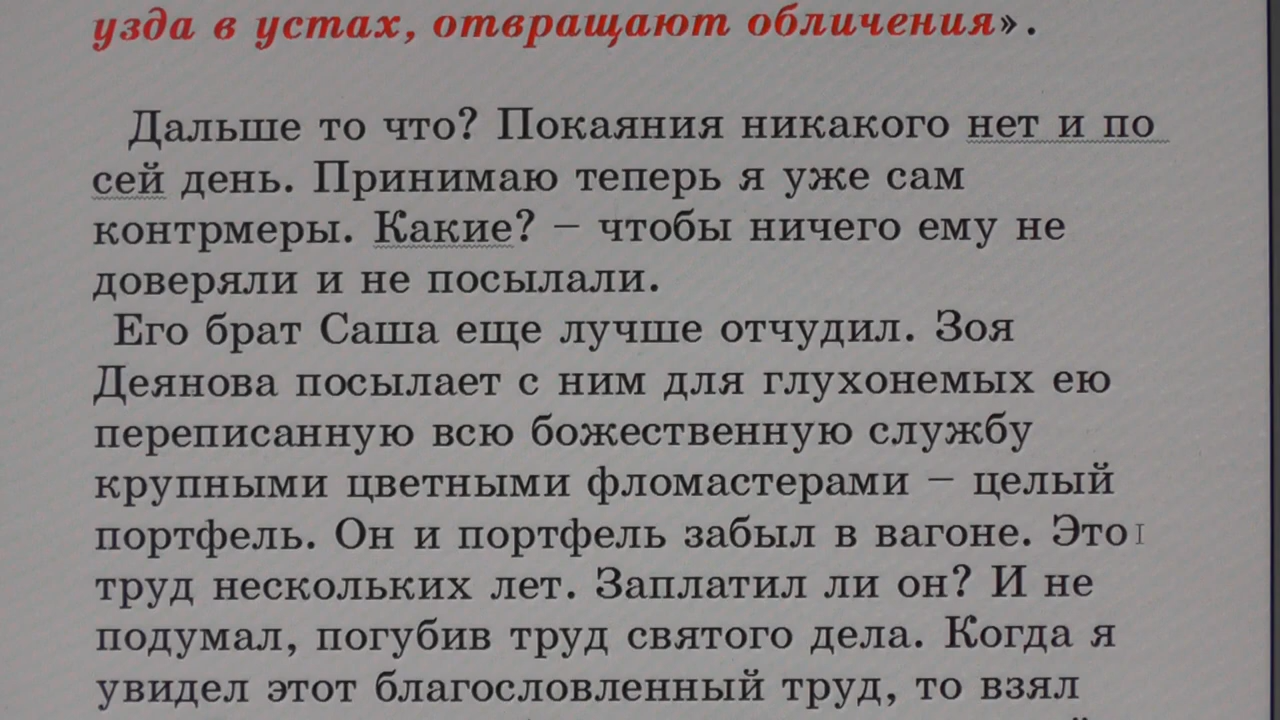 узда в устах, отвращают обличения».
Дальше то что? Покаяния никакого нет и по
сей день. Принимаю теперь я уже сам
контрмеры. Какие? – чтобы ничего ему не
доверяли и не посылали.
Его брат Саша еще лучше отчудил. Зоя
Деянова посылает с ним для глухонемых ею
переписанную всю божественную службу
крупными цветными фломастерами – целый
портфель. Он и портфель забыл в вагоне. Это
труд нескольких лет. Заплатил ли он? И не
подумал, погубив труд святого дела. Когда я
увидел этот благословленный труд, то взял